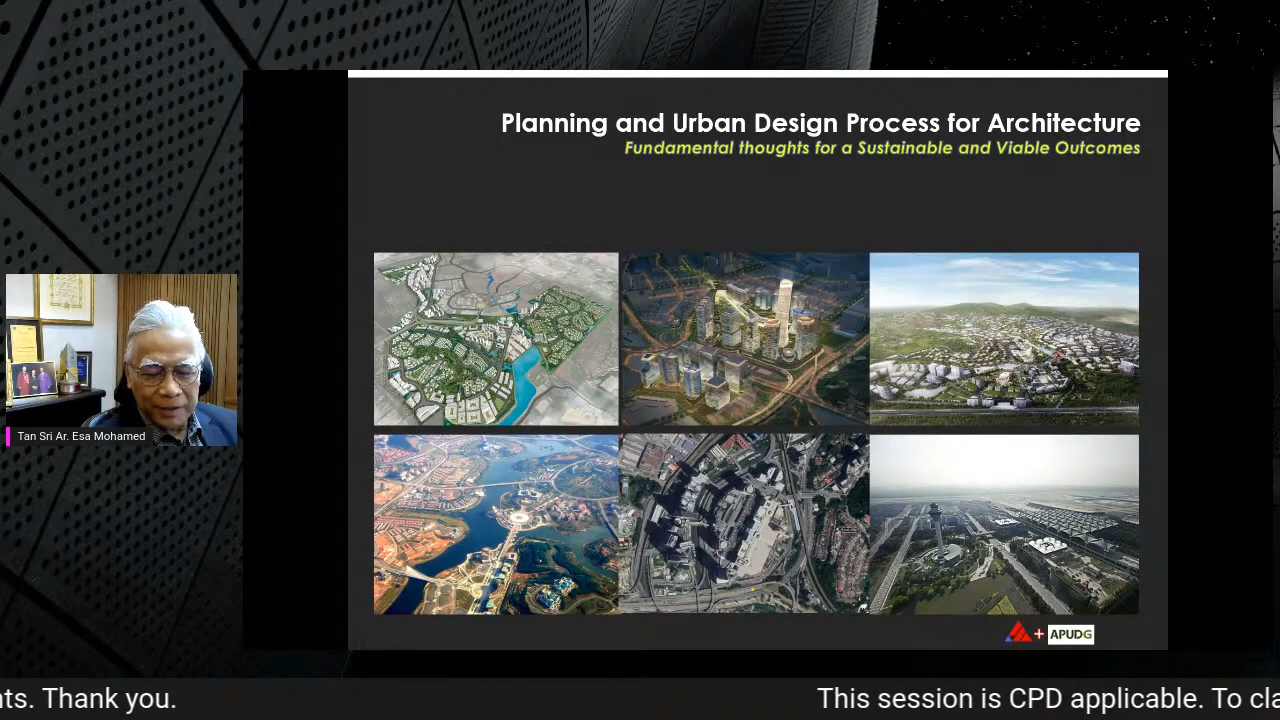 Planning and Urban Design Process for Architecture
Fundamental thoughts for a Sustainable and Viable Outcomes
Tan Sri Ar. Esa Mohamed
APUDG
nts. Thank you.
This session is CPD applicable. To cla